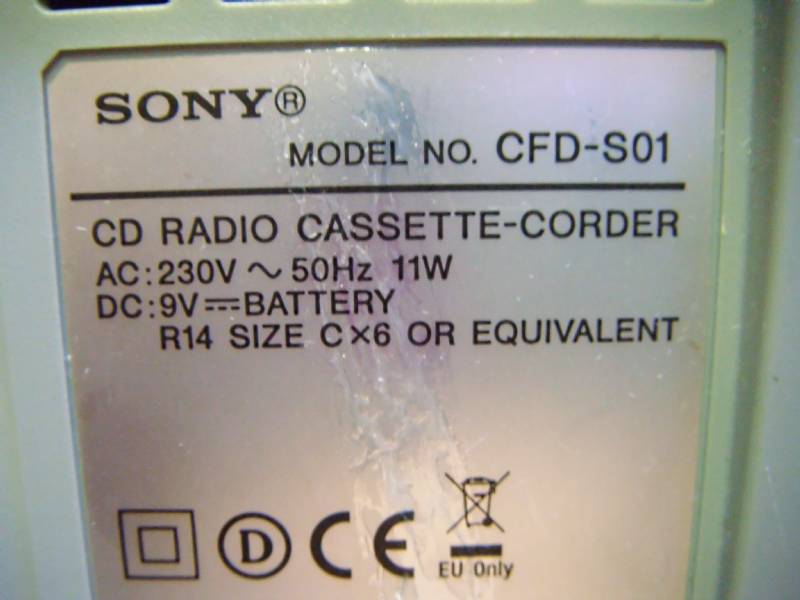 SONY®
MODEL NO. CFD-S01
CD RADIO CASSETTE-CORDER
AC:230V ~ 50Hz 11W
DC:9V⎓BATTERY
R14 SIZE C×6 OR EQUIVALENT
D CE
EU Only